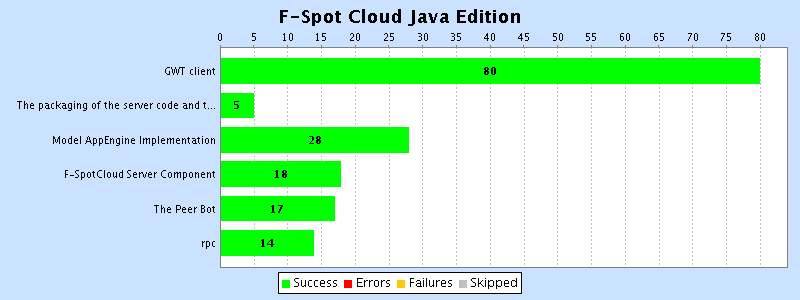 F-Spot Cloud Java Edition
0 5 10 15 20 25 30 35 40 45 50 55 60 65 70 75 80
GWT client 80
The packaging of the server code and t... 5
Model AppEngine Implementation 28
F-SpotCloud Server Component 18
The Peer Bot 17
rpc 14
Success Errors Failures Skipped